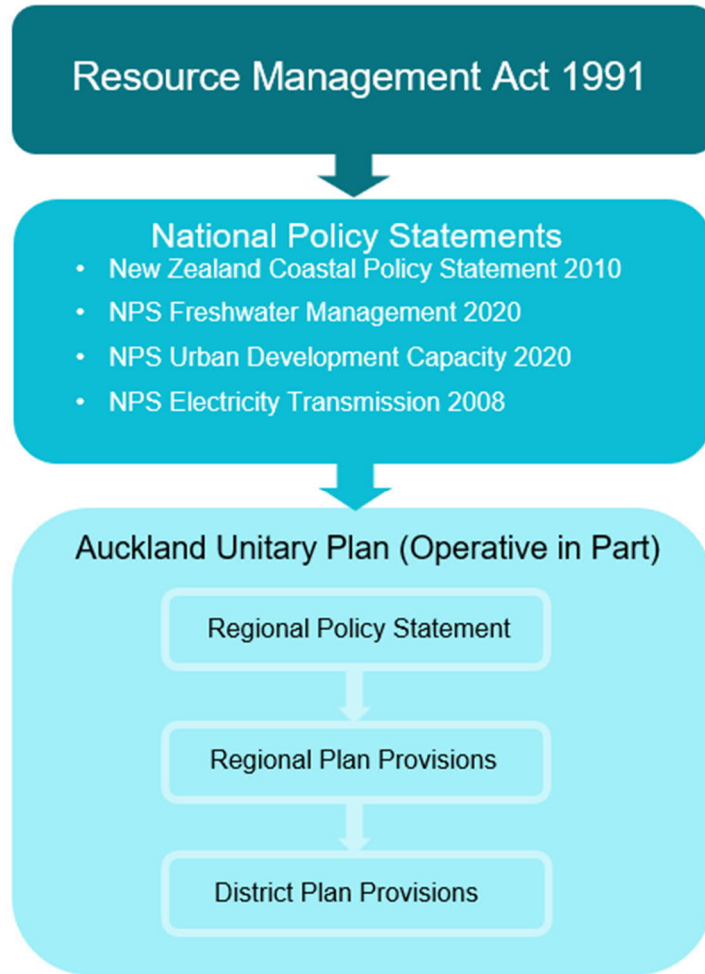 Resource Management Act 1991
National Policy Statements
• New Zealand Coastal Policy Statement 2010
• NPS Freshwater Management 2020
• NPS Urban Development Capacity 2020
• NPS Electricity Transmission 2008
Auckland Unitary Plan (Operative in Part)
Regional Policy Statement
Regional Plan Provisions
District Plan Provisions